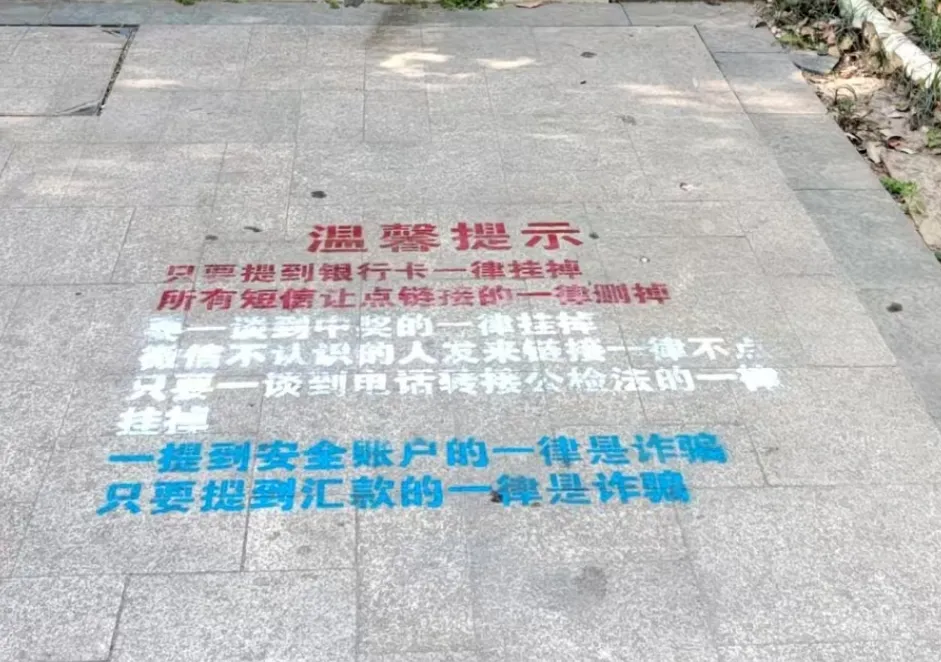 温馨提示
只要提到银行卡一律挂掉
所有短信让点链接的一律删掉
要一谈到中奖的一律挂掉
微信不认识的人发来链接一律不点
只要一谈到电话转接公检法的一律
挂掉
一提到安全账户的一律是诈骗
只要提到汇款的一律是诈骗